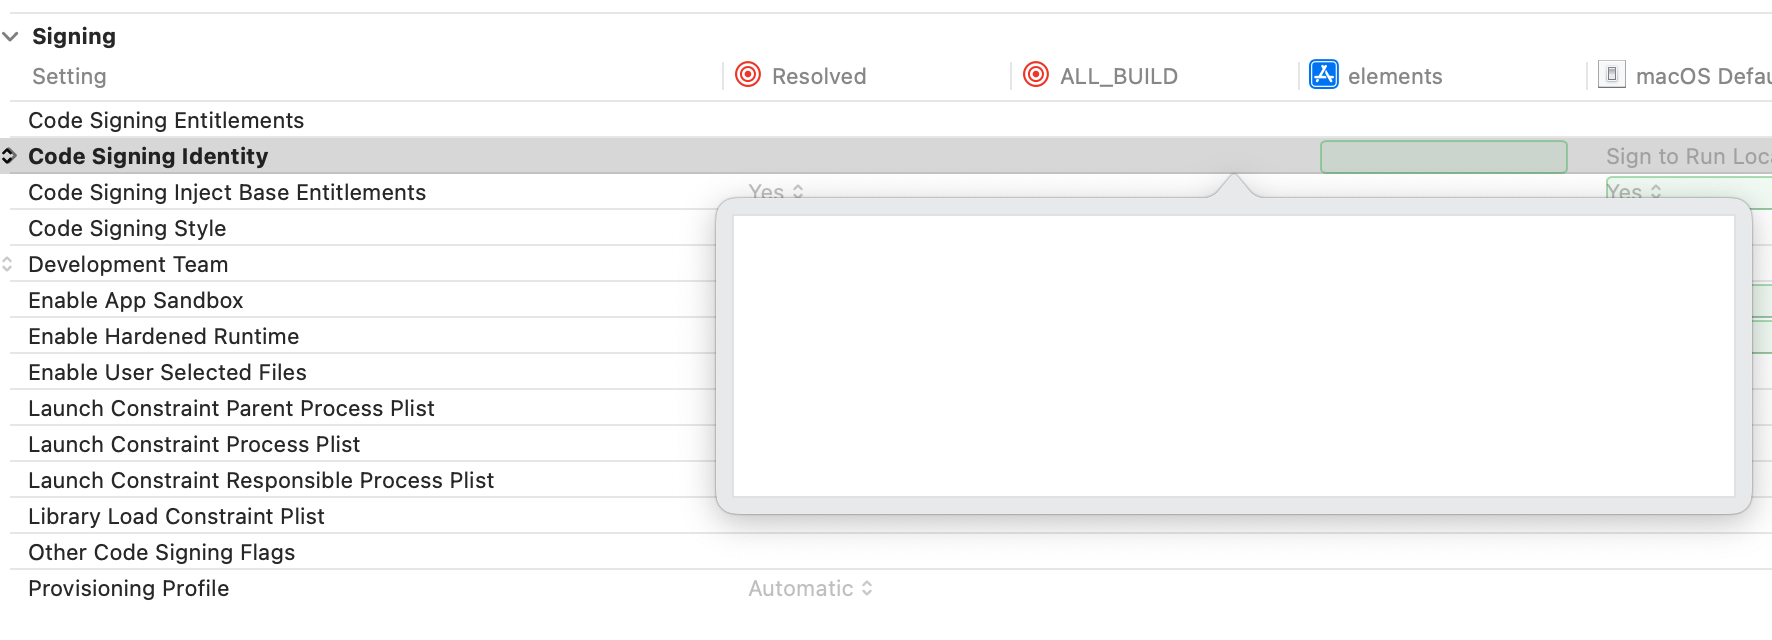 Signing
Setting Resolved ALL_BUILD elements macOS Defau
Code Signing Entitlements
Code Signing Identity Sign to Run Loca
Code Signing Inject Base Entitlements Yes Yes
Code Signing Style
Development Team
Enable App Sandbox
Enable Hardened Runtime
Enable User Selected Files
Launch Constraint Parent Process Plist
Launch Constraint Process Plist
Launch Constraint Responsible Process Plist
Library Load Constraint Plist
Other Code Signing Flags
Provisioning Profile Automatic